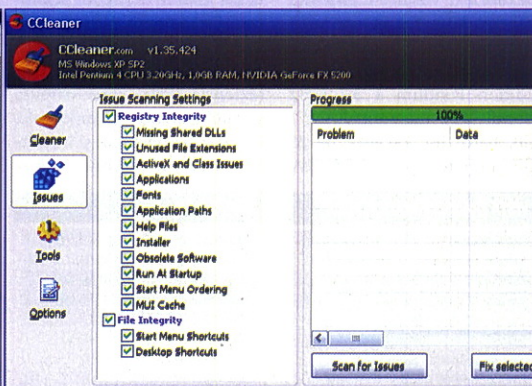 CCleaner
CCleaner.com v1.35.424
MS Windows XP SP2
Intel Pentium 4 CPU 3.20GHz, 1,0GB RAM, NVIDIA GeForce FX 5200
Cleaner
Issues
Tools
Options
Issue Scanning Settings
Registry Integrity
Missing Shared DLLs
Unused File Extensions
ActiveX and Class Issues
Applications
Fonts
Application Paths
Help Files
Installer
Obsolete Software
Run At Startup
Start Menu Ordering
MUI Cache
File Integrity
Start Menu Shortcuts
Desktop Shortcuts
Progress
100%
Problem Data
Scan for Issues
Fix selected